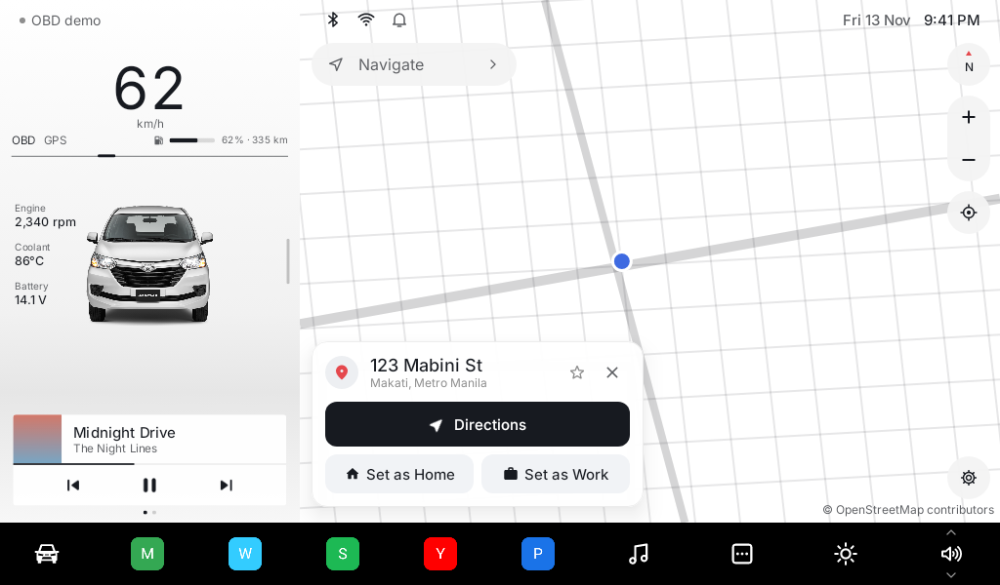 OBD demo
62
km/h
OBD GPS
62% · 335 km
Engine
2,340 rpm
Coolant
86°C
Battery
14.1 V
Midnight Drive
The Night Lines
Fri 13 Nov 9:41 PM
Navigate
N
123 Mabini St
Makati, Metro Manila
Directions
Set as Home
Set as Work
© OpenStreetMap contributors
M
W
S
Y
P